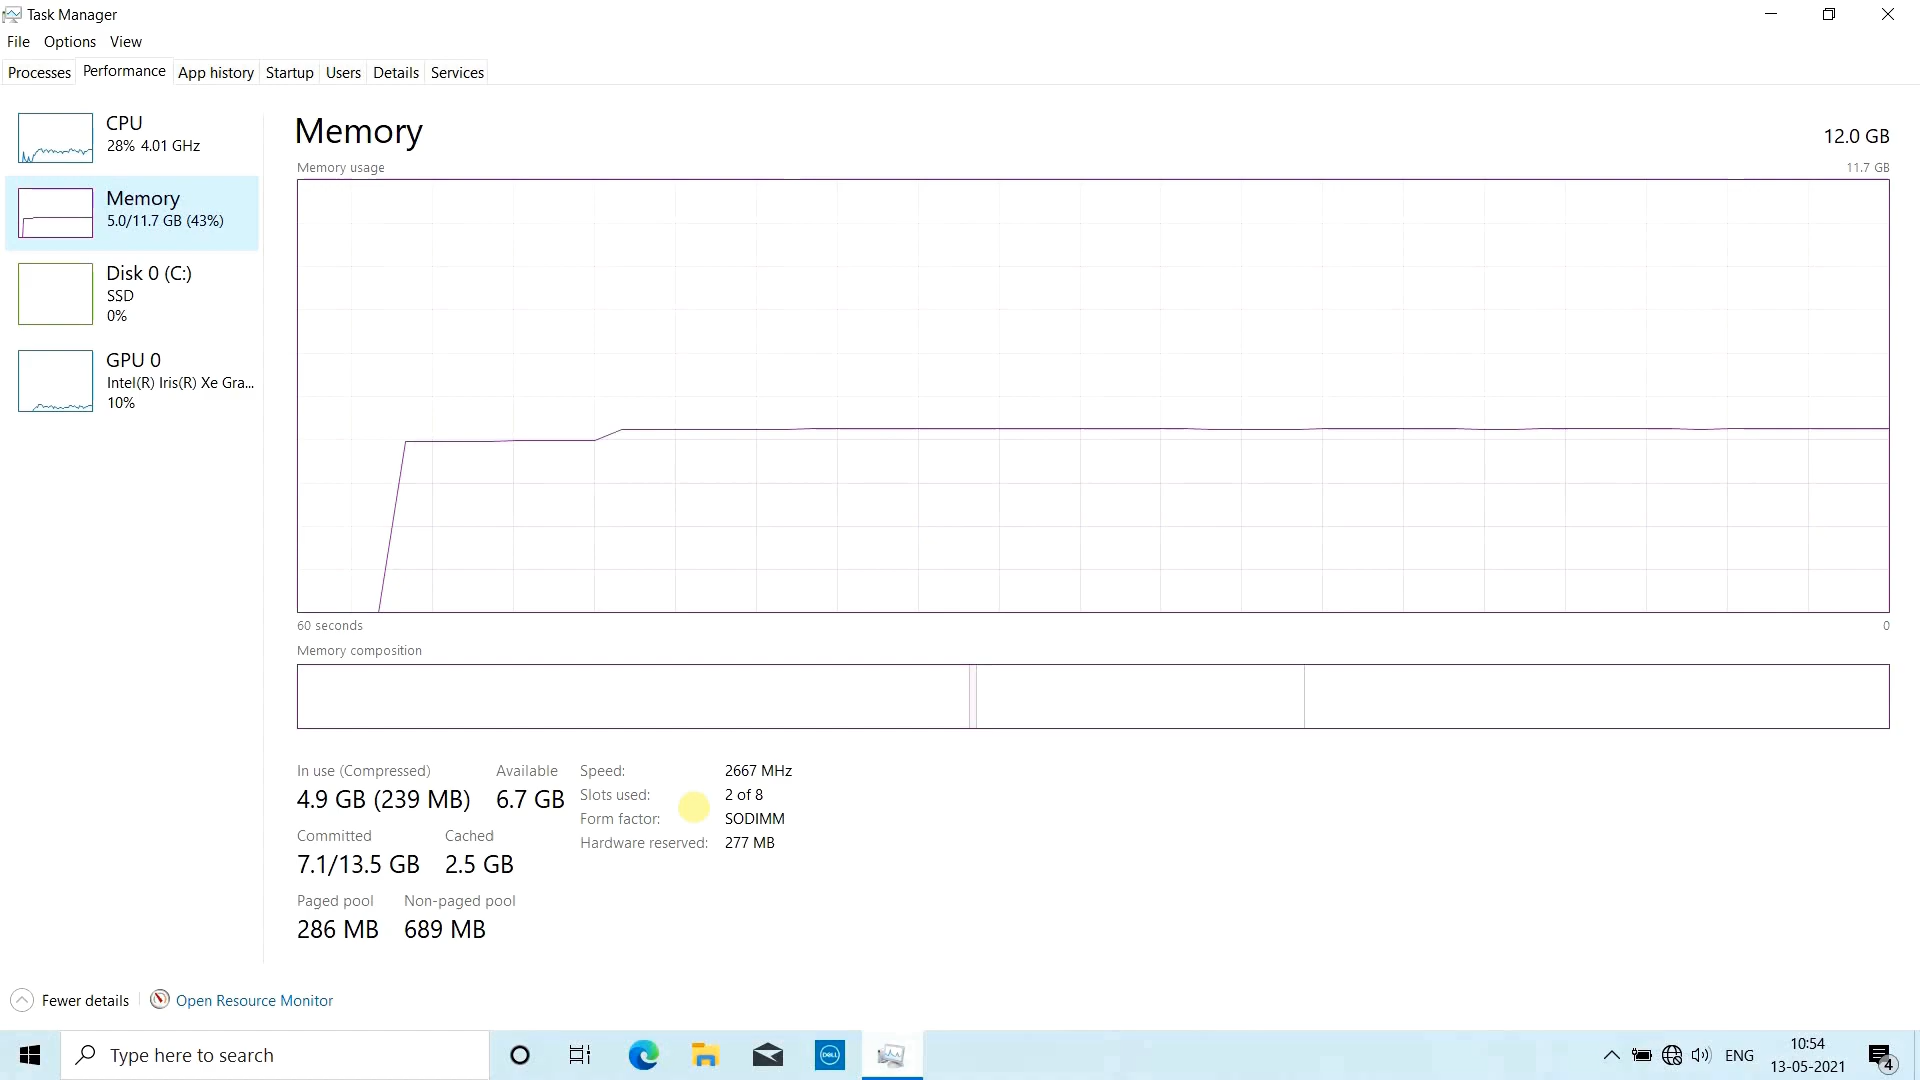 Task Manager
File Options View
Processes Performance App history Startup Users Details Services
CPU
28% 4.01 GHz
Memory
5.0/11.7 GB (43%)
Disk 0 (C:)
SSD
0%
GPU 0
Intel(R) Iris(R) Xe Gra...
10%
Memory
12.0 GB
Memory usage
11.7 GB
60 seconds
0
Memory composition
In use (Compressed)
4.9 GB (239 MB)
Available
6.7 GB
Committed
7.1/13.5 GB
Cached
2.5 GB
Paged pool
286 MB
Non-paged pool
689 MB
Speed: 2667 MHz
Slots used: 2 of 8
Form factor: SODIMM
Hardware reserved: 277 MB
Fewer details
Open Resource Monitor
Type here to search
DELL
ENG
10:54
13-05-2021
4